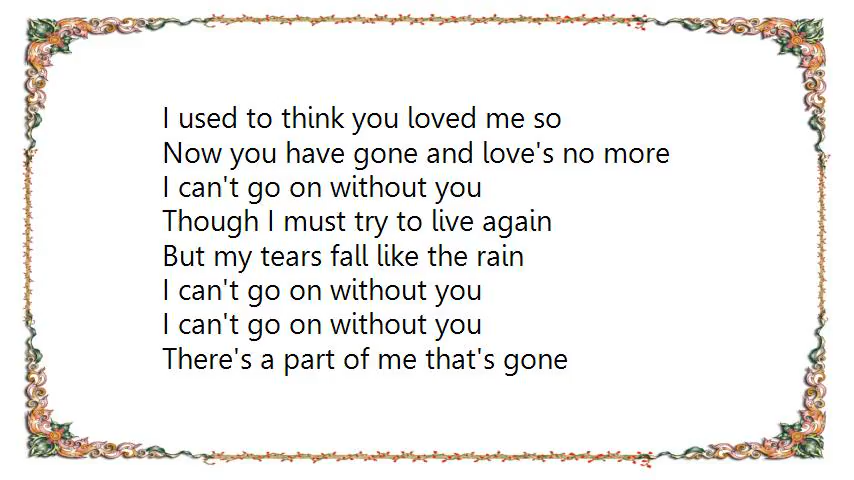 I used to think you loved me so
Now you have gone and love's no more
I can't go on without you
Though I must try to live again
But my tears fall like the rain
I can't go on without you
I can't go on without you
There's a part of me that's gone